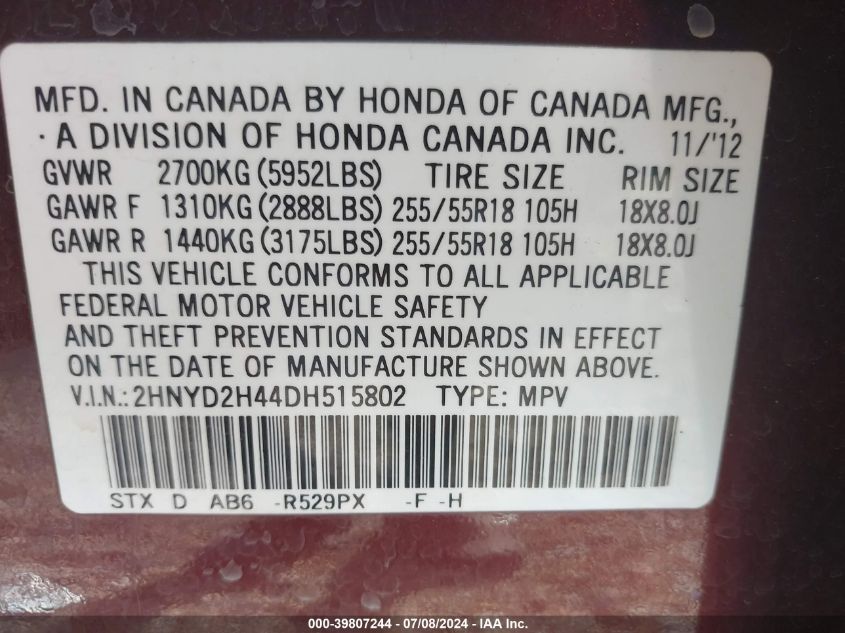 MFD. IN CANADA BY HONDA OF CANADA MFG.,
· A DIVISION OF HONDA CANADA INC. 11/'12
GVWR 2700KG (5952LBS) TIRE SIZE RIM SIZE
GAWR F 1310KG (2888LBS) 255/55R18 105H 18X8.0J
GAWR R 1440KG (3175LBS) 255/55R18 105H 18X8.0J
THIS VEHICLE CONFORMS TO ALL APPLICABLE
FEDERAL MOTOR VEHICLE SAFETY
AND THEFT PREVENTION STANDARDS IN EFFECT
ON THE DATE OF MANUFACTURE SHOWN ABOVE.
V.I.N.: 2HNYD2H44DH515802 TYPE: MPV
STX D AB6 -R529PX -F -H
000-39807244 - 07/08/2024 - IAA Inc.